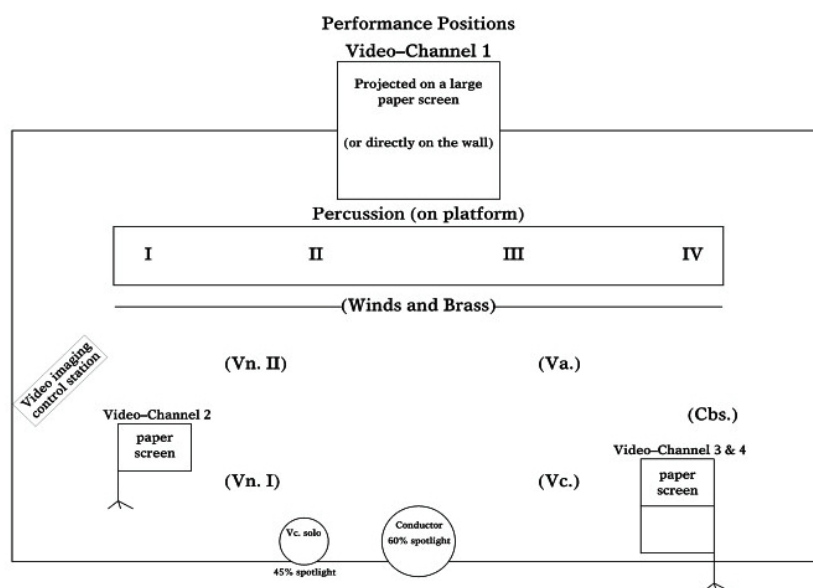 Performance Positions
Video–Channel 1
Projected on a large
paper screen
(or directly on the wall)
Percussion (on platform)
I II III IV
(Winds and Brass)
Video imaging
control station
(Vn. II) (Va.)
Video–Channel 2
(Cbs.)
paper
screen
Video–Channel 3 & 4
(Vn. I) (Vc.)
paper
screen
Vc. solo
45% spotlight
Conductor
60% spotlight